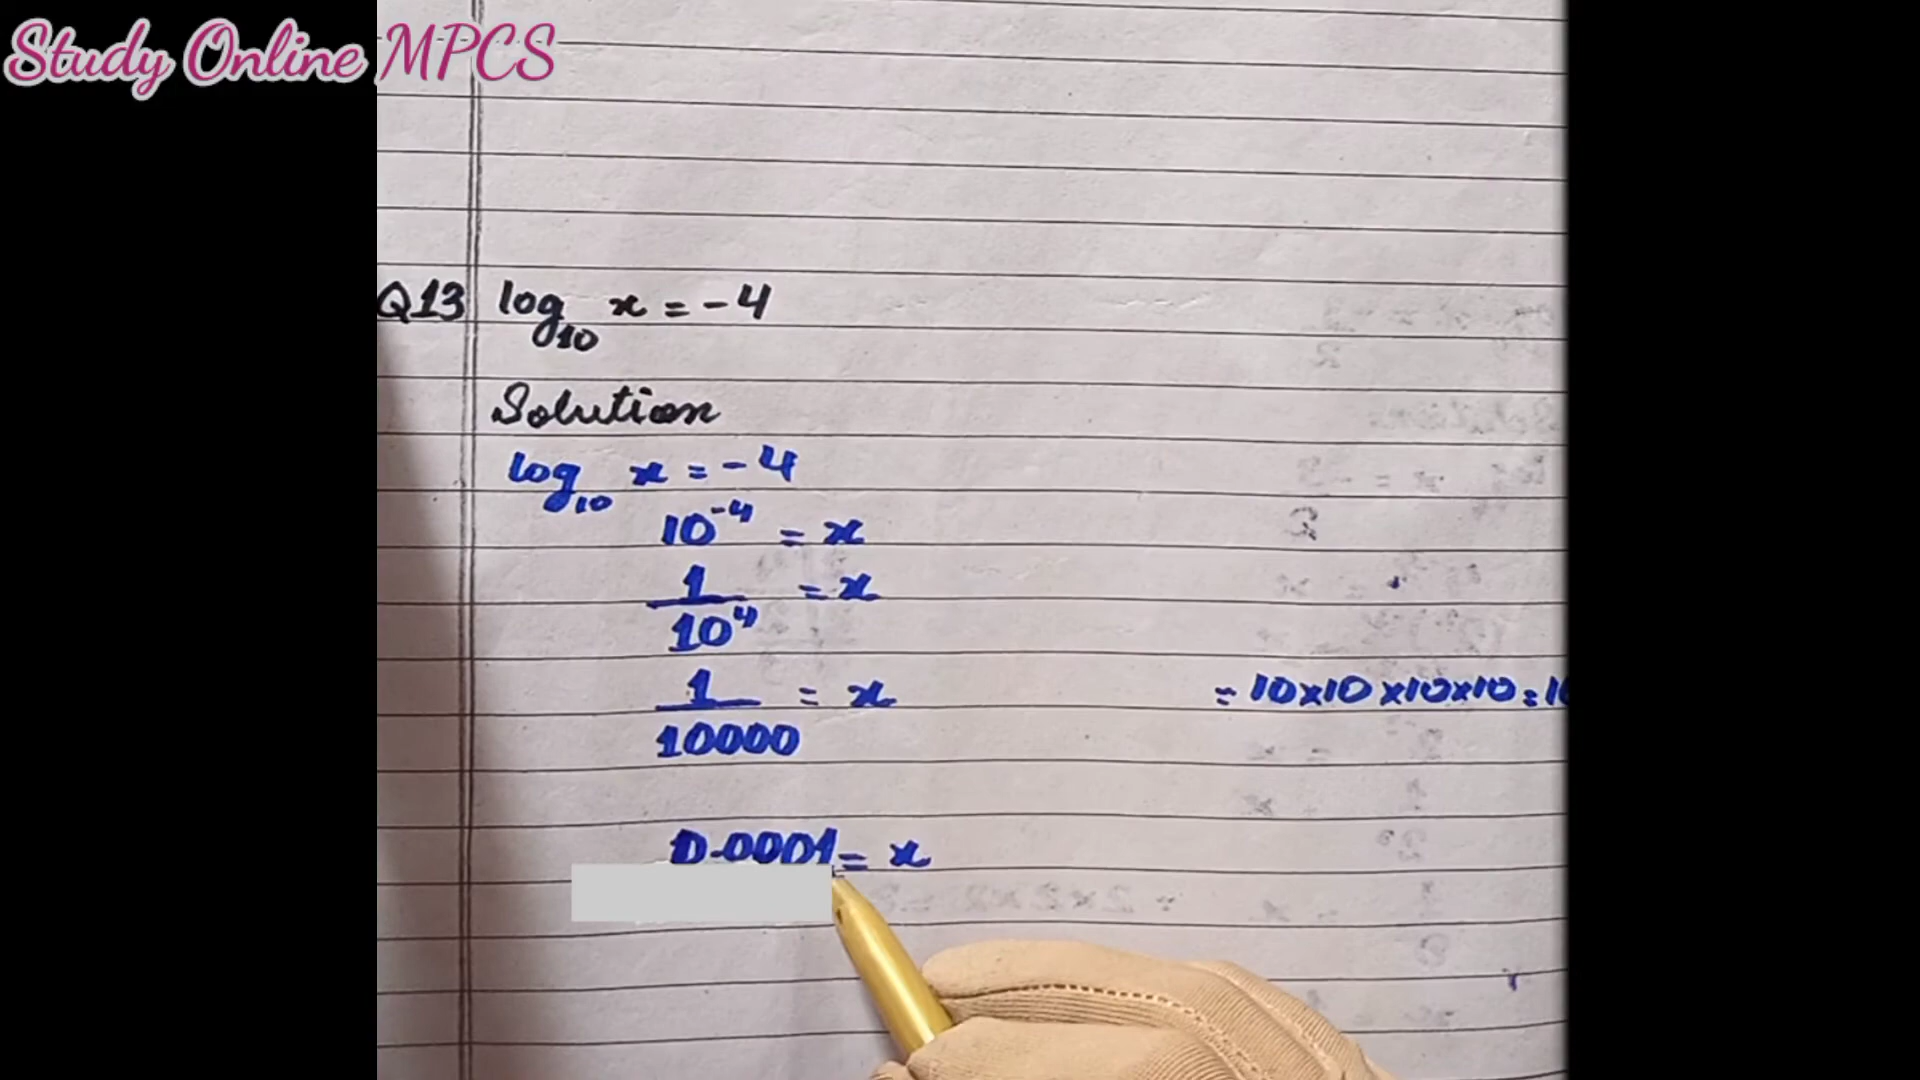 Study Online MPCS
Q13 log10 x = -4
Solution
log10 x = -4
10^-4 = x
1/10^4 = x
1/10000 = x
= 10x10x10x10=10
0.0001 = x